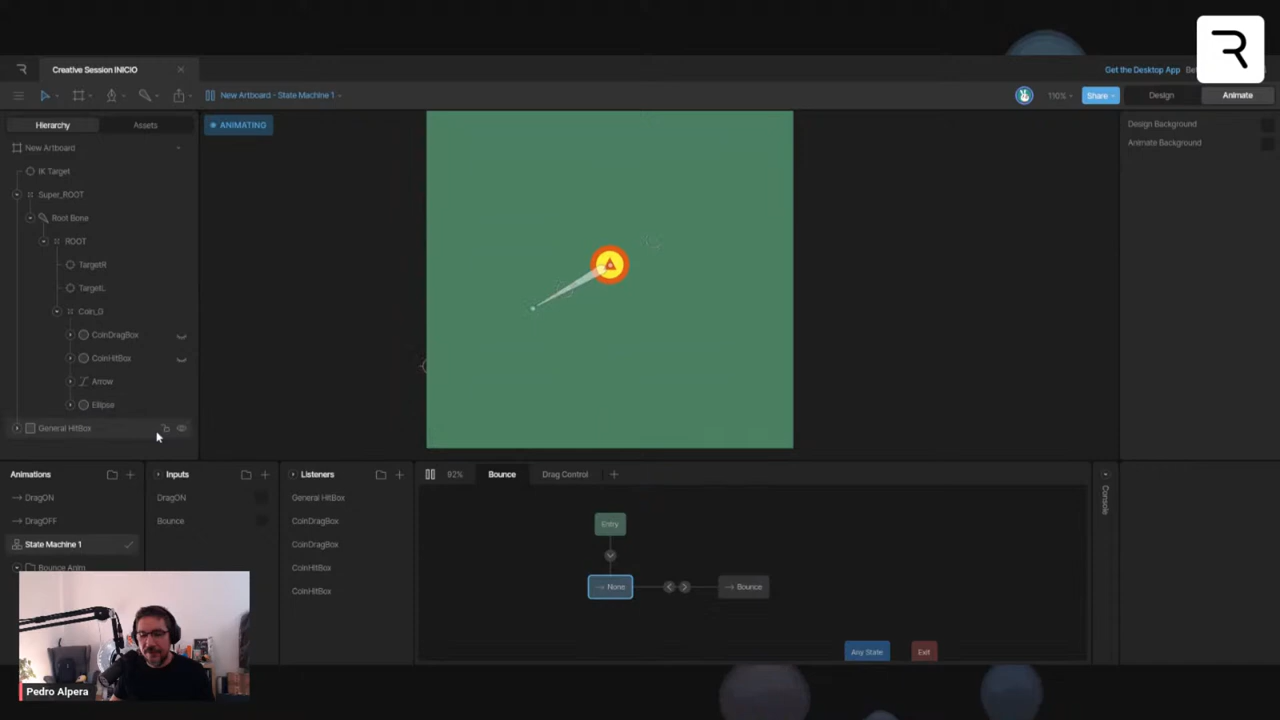 Creative Session INICIO
Get the Desktop App
New Artboard - State Machine 1
110%
Share
Design
Animate
Hierarchy
Assets
ANIMATING
Design Background
Animate Background
New Artboard
IK Target
Super_ROOT
Root Bone
ROOT
TargetR
TargetL
Coin_D
CoinDragBox
CoinHitBox
Arrow
Ellipse
General HitBox
Animations
Inputs
Listeners
92%
Bounce
Drag Control
DragON
DragON
General HitBox
Console
DragOFF
Bounce
CoinDragBox
Entry
State Machine 1
CoinDragBox
Bounce Anim
CoinHitBox
None
Bounce
CoinHitBox
Any State
Exit
Pedro Alpera